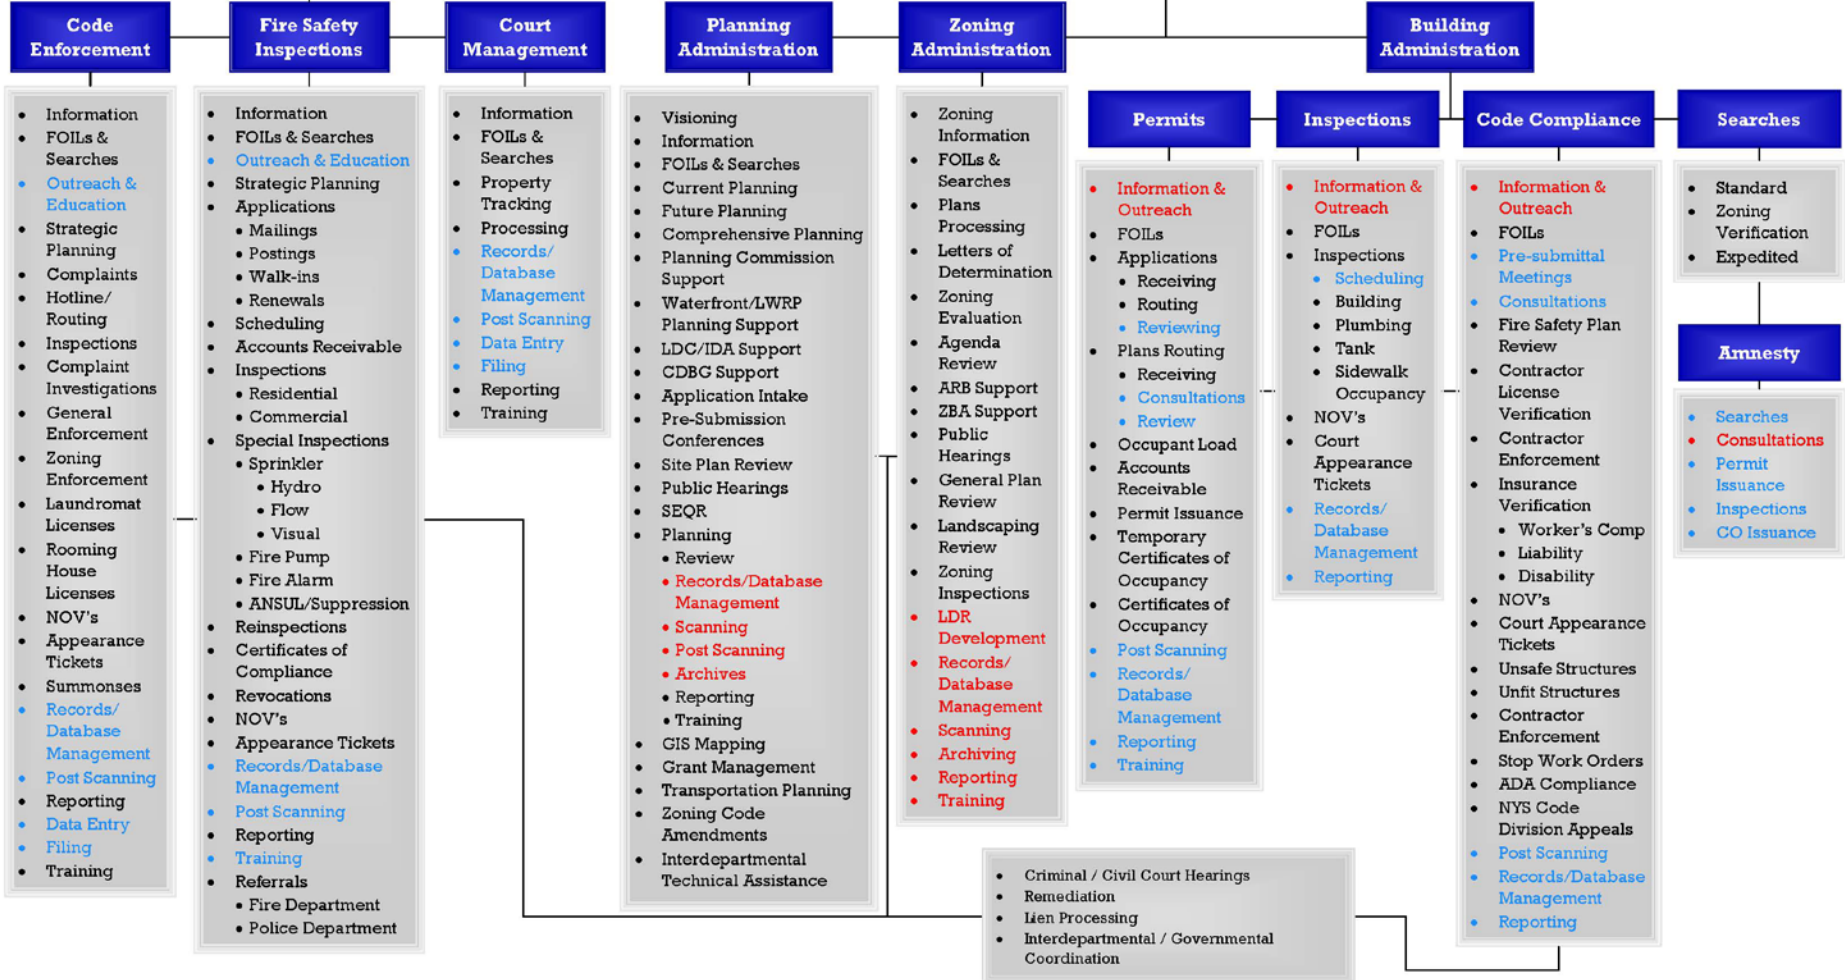 Code
Enforcement
Information
FOILs &
Searches
Outreach &
Education
Strategic
Planning
Complaints
Hotline/
Routing
Inspections
Complaint
Investigations
General
Enforcement
Zoning
Enforcement
Laundromat
Licenses
Rooming
House
Licenses
NOV's
Appearance
Tickets
Summonses
Records/
Database
Management
Post Scanning
Reporting
Data Entry
Filing
Training
Fire Safety
Inspections
Information
FOILs & Searches
Outreach & Education
Strategic Planning
Applications
Mailings
Postings
Walk-ins
Renewals
Scheduling
Accounts Receivable
Inspections
Residential
Commercial
Special Inspections
Sprinkler
Hydro
Flow
Visual
Fire Pump
Fire Alarm
ANSUL/Suppression
Reinspections
Certificates of
Compliance
Revocations
NOV's
Appearance Tickets
Records/Database
Management
Post Scanning
Reporting
Training
Referrals
Fire Department
Police Department
Court
Management
Information
FOILs &
Searches
Property
Tracking
Processing
Records/
Database
Management
Post Scanning
Data Entry
Filing
Reporting
Training
Planning
Administration
Visioning
Information
FOILs & Searches
Current Planning
Future Planning
Comprehensive Planning
Planning Commission
Support
Waterfront/LWRP
Planning Support
LDC/IDA Support
CDBG Support
Application Intake
Pre-Submission
Conferences
Site Plan Review
Public Hearings
SEQR
Planning
Review
Records/Database
Management
Scanning
Post Scanning
Archives
Reporting
Training
GIS Mapping
Grant Management
Transportation Planning
Zoning Code
Amendments
Interdepartmental
Technical Assistance
Zoning
Administration
Zoning
Information
FOILs &
Searches
Plans
Processing
Letters of
Determination
Zoning
Evaluation
Agenda
Review
ARB Support
ZBA Support
Public
Hearings
General Plan
Review
Landscaping
Review
Zoning
Inspections
LDR
Development
Records/
Database
Management
Scanning
Archiving
Reporting
Training
Building
Administration
Permits
Information &
Outreach
FOILs
Applications
Receiving
Routing
Reviewing
Plans Routing
Receiving
Consultations
Review
Occupant Load
Accounts
Receivable
Permit Issuance
Temporary
Certificates of
Occupancy
Certificates of
Occupancy
Post Scanning
Records/
Database
Management
Reporting
Training
Inspections
Information &
Outreach
FOILs
Inspections
Scheduling
Building
Plumbing
Tank
Sidewalk
Occupancy
NOV's
Court
Appearance
Tickets
Records/
Database
Management
Reporting
Code Compliance
Information &
Outreach
FOILs
Pre-submittal
Meetings
Consultations
Fire Safety Plan
Review
Contractor
License
Verification
Contractor
Enforcement
Insurance
Verification
Worker's Comp
Liability
Disability
NOV's
Court Appearance
Tickets
Unsafe Structures
Unfit Structures
Contractor
Enforcement
Stop Work Orders
ADA Compliance
NYS Code
Division Appeals
Post Scanning
Records/Database
Management
Reporting
Searches
Standard
Zoning
Verification
Expedited
Amnesty
Searches
Consultations
Permit
Issuance
Inspections
CO Issuance
Criminal / Civil Court Hearings
Remediation
Lien Processing
Interdepartmental / Governmental
Coordination